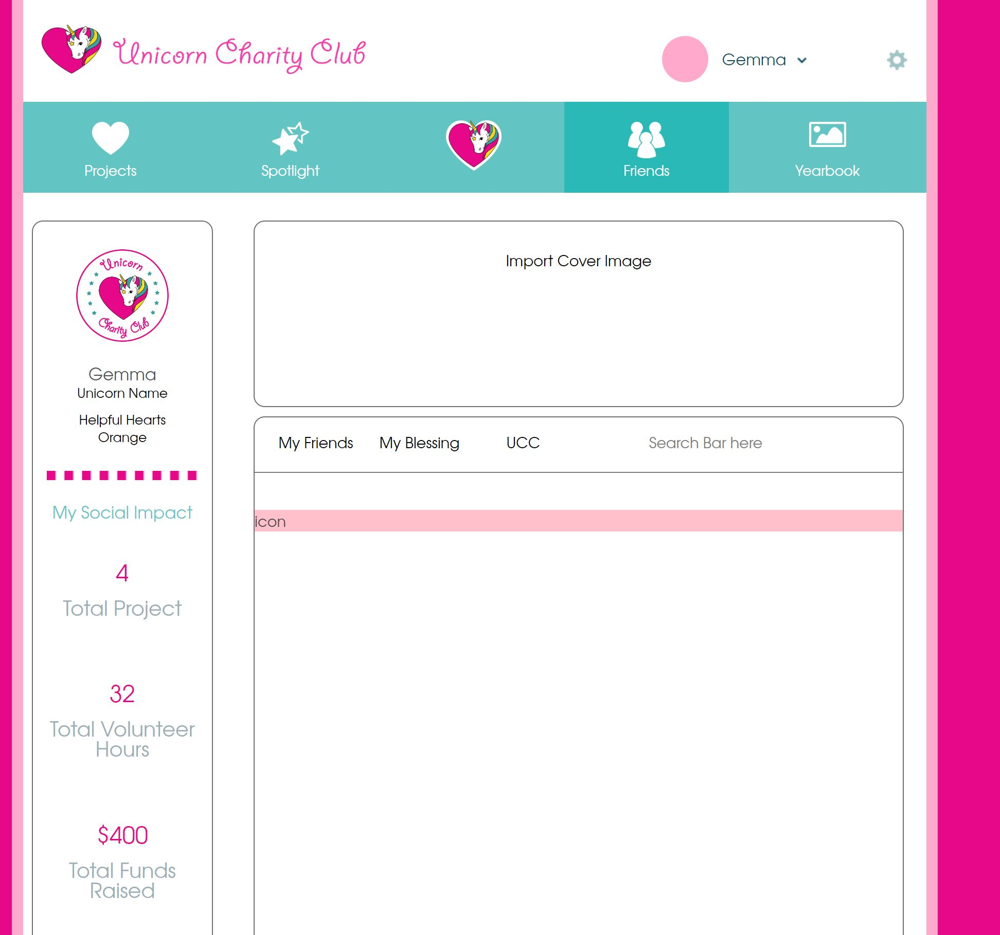 Unicorn Charity Club
Gemma
Projects
Spotlight
Friends
Yearbook
Unicorn
Charity Club
Gemma
Unicorn Name
Helpful Hearts
Orange
My Social Impact
4
Total Project
32
Total Volunteer
Hours
$400
Total Funds
Raised
Import Cover Image
My Friends
My Blessing
UCC
Search Bar here
icon